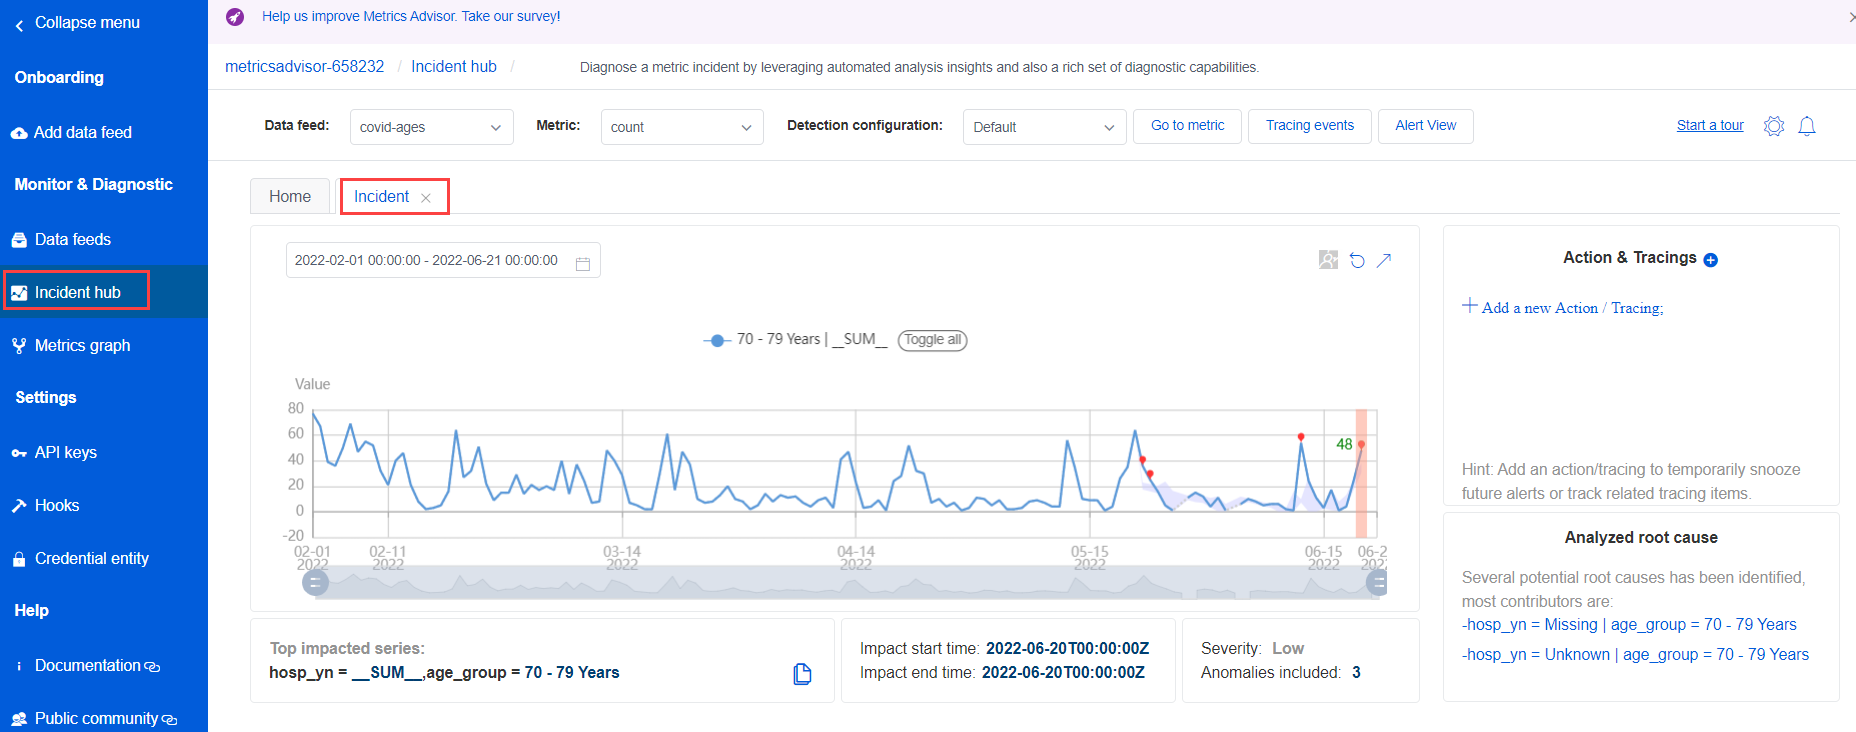 Collapse menu
Onboarding
Add data feed
Monitor & Diagnostic
Data feeds
Incident hub
Metrics graph
Settings
API keys
Hooks
Credential entity
Help
Documentation
Public community
Help us improve Metrics Advisor. Take our survey!
metricsadvisor-658232 / Incident hub /
Diagnose a metric incident by leveraging automated analysis insights and also a rich set of diagnostic capabilities.
Data feed: covid-ages Metric: count Detection configuration: Default Go to metric Tracing events Alert View Start a tour
Home Incident
2022-02-01 00:00:00 - 2022-06-21 00:00:00
70 - 79 Years | __SUM__ Toggle all
Value
80
60
40
20
0
-20
48
02-01 2022
02-11 2022
03-14 2022
04-14 2022
05-15 2022
06-15 2022
06-2 202
Top impacted series:
hosp_yn = __SUM__,age_group = 70 - 79 Years
Impact start time: 2022-06-20T00:00:00Z
Impact end time: 2022-06-20T00:00:00Z
Severity: Low
Anomalies included: 3
Action & Tracings
Add a new Action / Tracing;
Hint: Add an action/tracing to temporarily snooze
future alerts or track related tracing items.
Analyzed root cause
Several potential root causes has been identified,
most contributors are:
-hosp_yn = Missing | age_group = 70 - 79 Years
-hosp_yn = Unknown | age_group = 70 - 79 Years